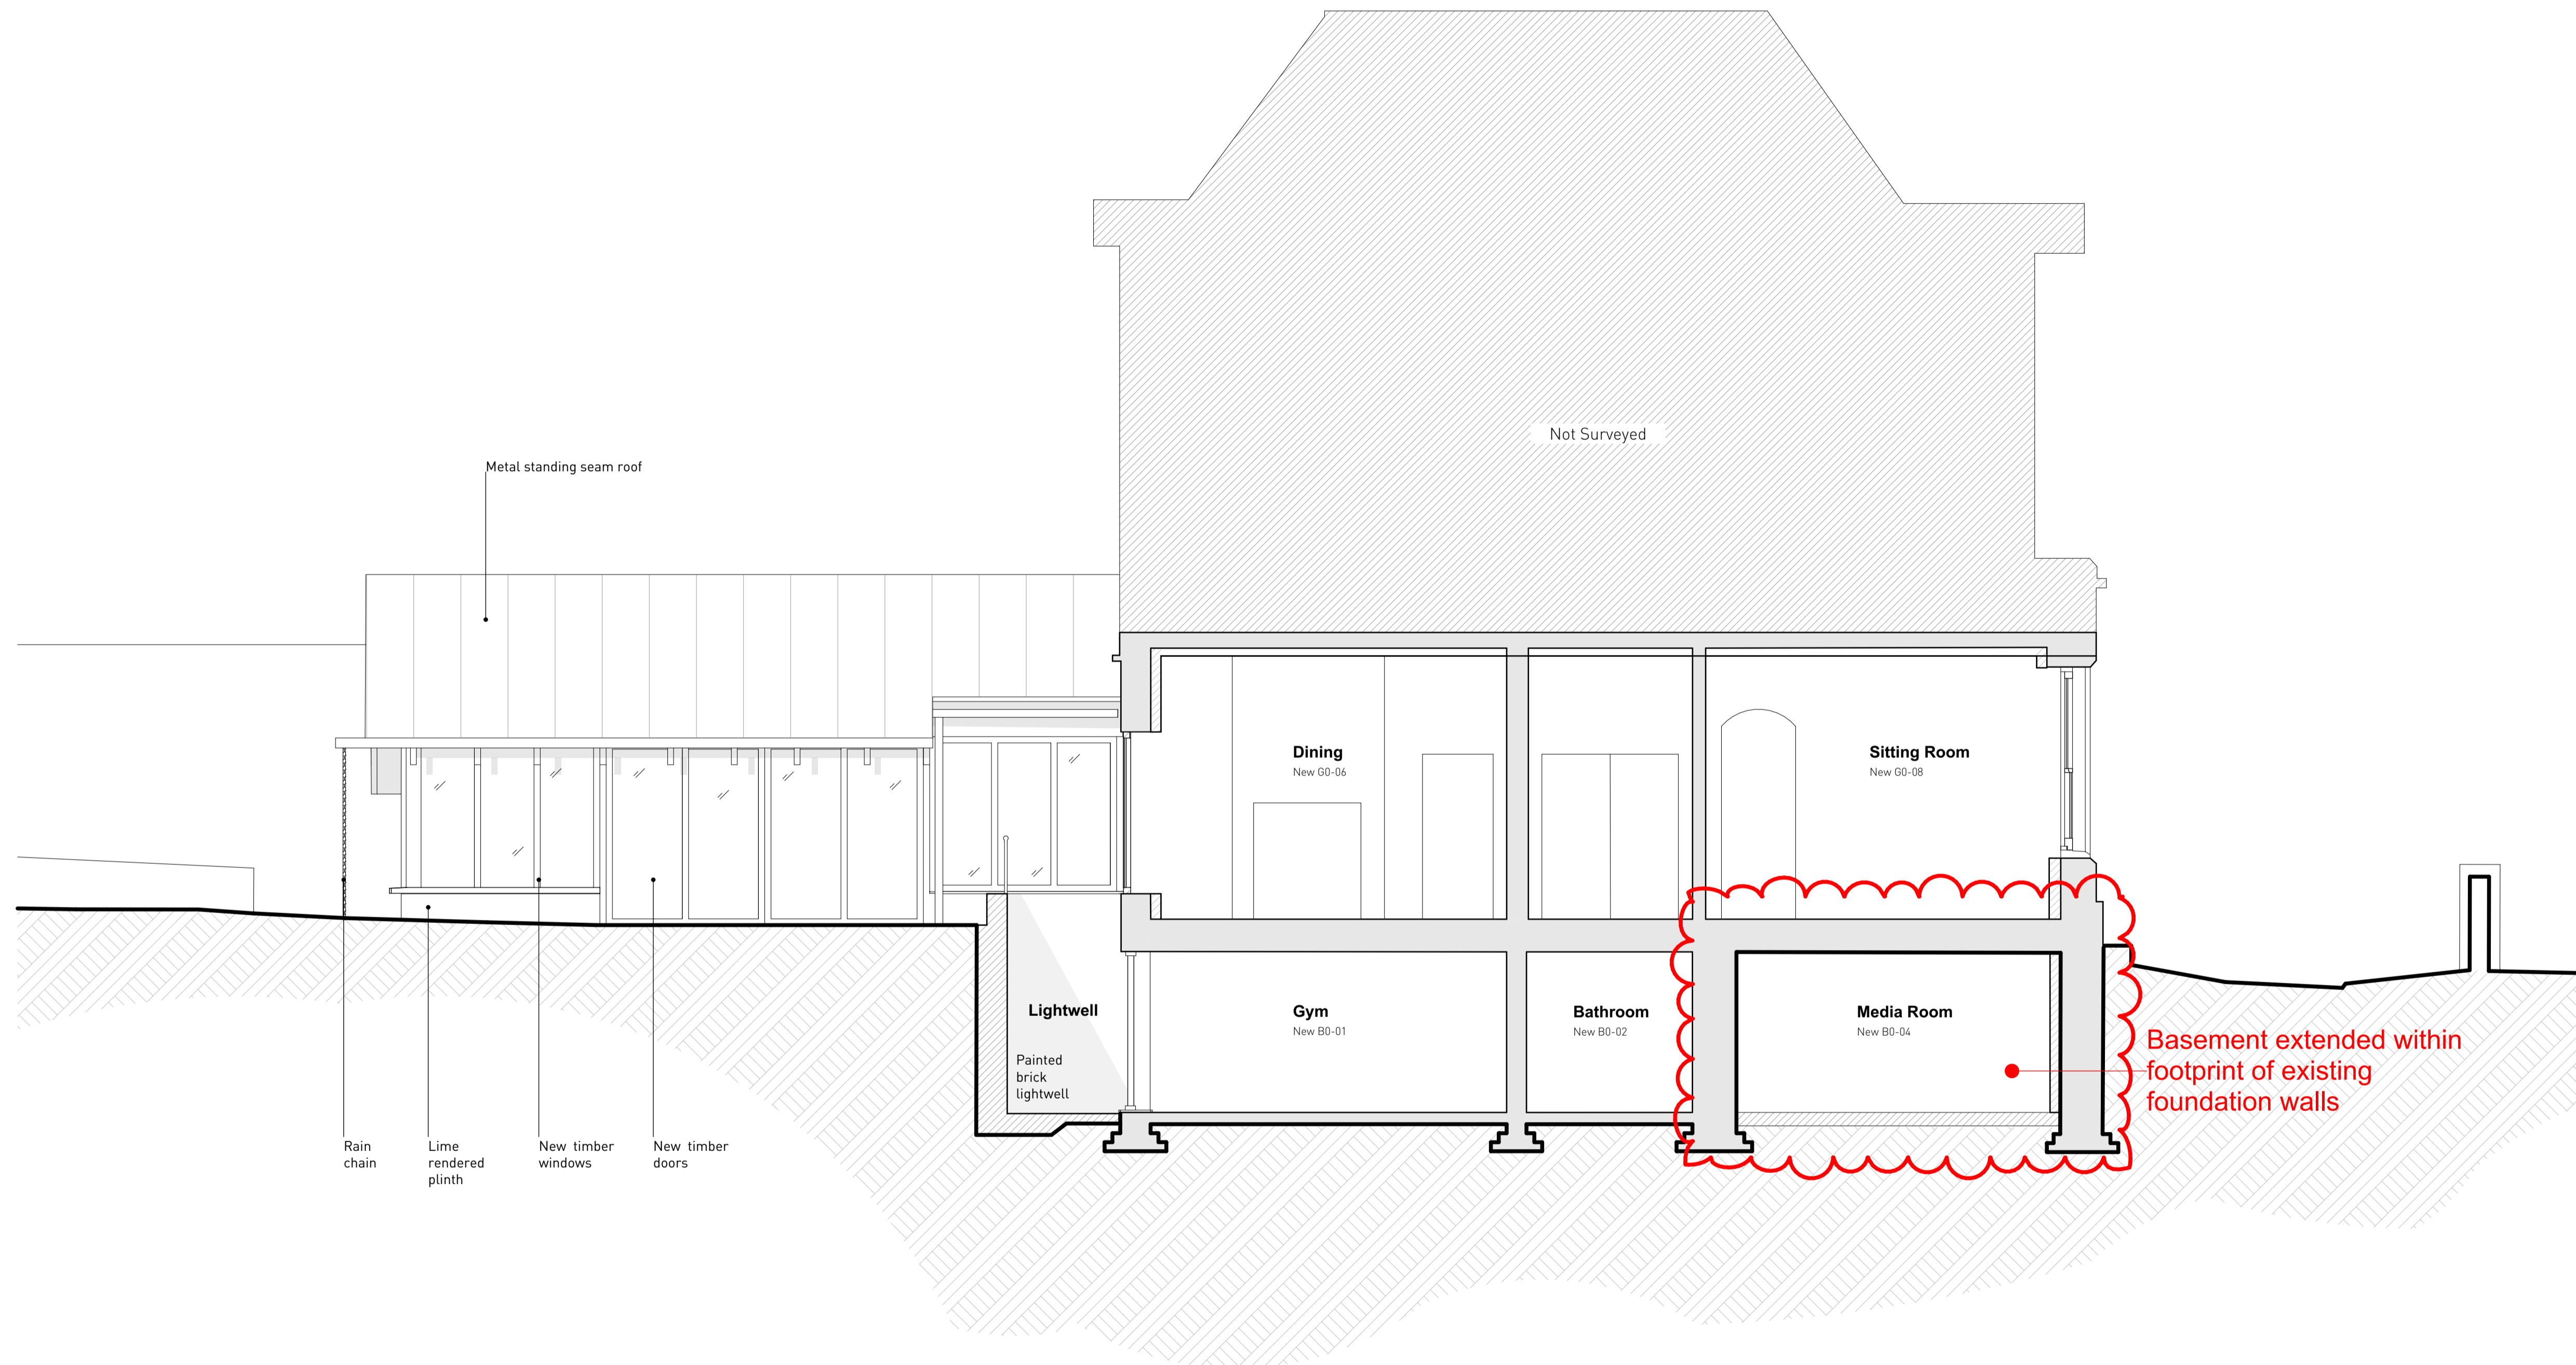 Not Surveyed
Metal standing seam roof
Dining
New G0-06
Sitting Room
New G0-08
Lightwell
Painted
brick
lightwell
Gym
New B0-01
Bathroom
New B0-02
Media Room
New B0-04
Basement extended within
footprint of existing
foundation walls
Rain
chain
Lime
rendered
plinth
New timber
windows
New timber
doors